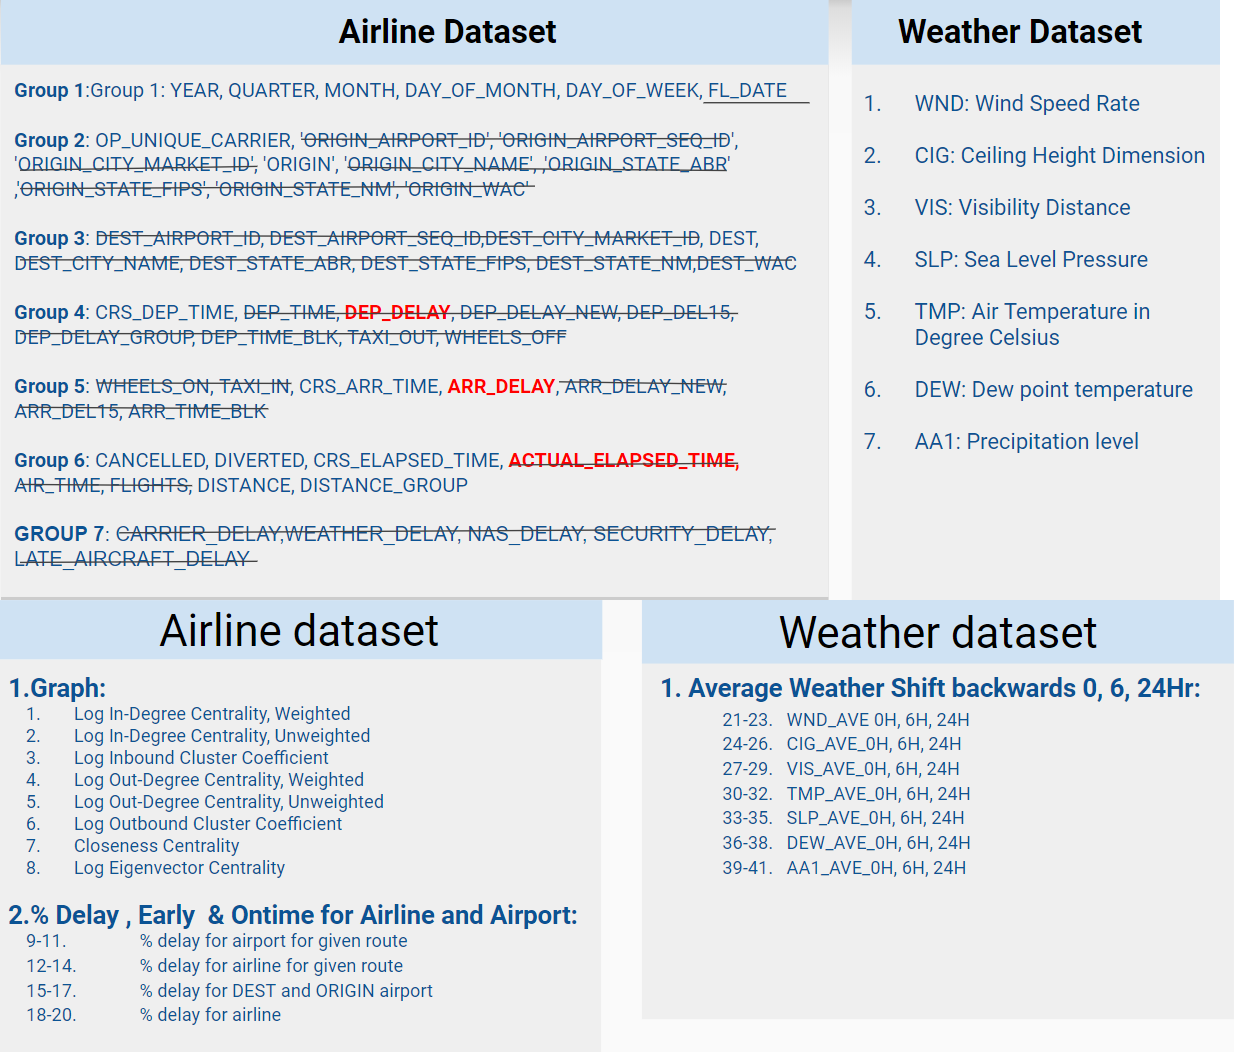 Airline Dataset
Group 1:Group 1: YEAR, QUARTER, MONTH, DAY_OF_MONTH, DAY_OF_WEEK, FL_DATE
Group 2: OP_UNIQUE_CARRIER, 'ORIGIN_AIRPORT_ID', 'ORIGIN_AIRPORT_SEQ_ID',
'ORIGIN_CITY_MARKET_ID', 'ORIGIN', 'ORIGIN_CITY_NAME', ,'ORIGIN_STATE_ABR'
,'ORIGIN_STATE_FIPS', 'ORIGIN_STATE_NM', 'ORIGIN_WAC'
Group 3: DEST_AIRPORT_ID, DEST_AIRPORT_SEQ_ID,DEST_CITY_MARKET_ID, DEST,
DEST_CITY_NAME, DEST_STATE_ABR, DEST_STATE_FIPS, DEST_STATE_NM,DEST_WAC
Group 4: CRS_DEP_TIME, DEP_TIME, DEP_DELAY, DEP_DELAY_NEW, DEP_DEL15,
DEP_DELAY_GROUP, DEP_TIME_BLK, TAXI_OUT, WHEELS_OFF
Group 5: WHEELS_ON, TAXI_IN, CRS_ARR_TIME, ARR_DELAY, ARR_DELAY_NEW,
ARR_DEL15, ARR_TIME_BLK
Group 6: CANCELLED, DIVERTED, CRS_ELAPSED_TIME, ACTUAL_ELAPSED_TIME,
AIR_TIME, FLIGHTS, DISTANCE, DISTANCE_GROUP
GROUP 7: CARRIER_DELAY,WEATHER_DELAY, NAS_DELAY, SECURITY_DELAY,
LATE_AIRCRAFT_DELAY
Weather Dataset
1. WND: Wind Speed Rate
2. CIG: Ceiling Height Dimension
3. VIS: Visibility Distance
4. SLP: Sea Level Pressure
5. TMP: Air Temperature in
Degree Celsius
6. DEW: Dew point temperature
7. AA1: Precipitation level
Airline dataset
1.Graph:
1. Log In-Degree Centrality, Weighted
2. Log In-Degree Centrality, Unweighted
3. Log Inbound Cluster Coefficient
4. Log Out-Degree Centrality, Weighted
5. Log Out-Degree Centrality, Unweighted
6. Log Outbound Cluster Coefficient
7. Closeness Centrality
8. Log Eigenvector Centrality
2.% Delay , Early & Ontime for Airline and Airport:
9-11. % delay for airport for given route
12-14. % delay for airline for given route
15-17. % delay for DEST and ORIGIN airport
18-20. % delay for airline
Weather dataset
1. Average Weather Shift backwards 0, 6, 24Hr:
21-23. WND_AVE 0H, 6H, 24H
24-26. CIG_AVE_0H, 6H, 24H
27-29. VIS_AVE_0H, 6H, 24H
30-32. TMP_AVE_0H, 6H, 24H
33-35. SLP_AVE_0H, 6H, 24H
36-38. DEW_AVE_0H, 6H, 24H
39-41. AA1_AVE_0H, 6H, 24H